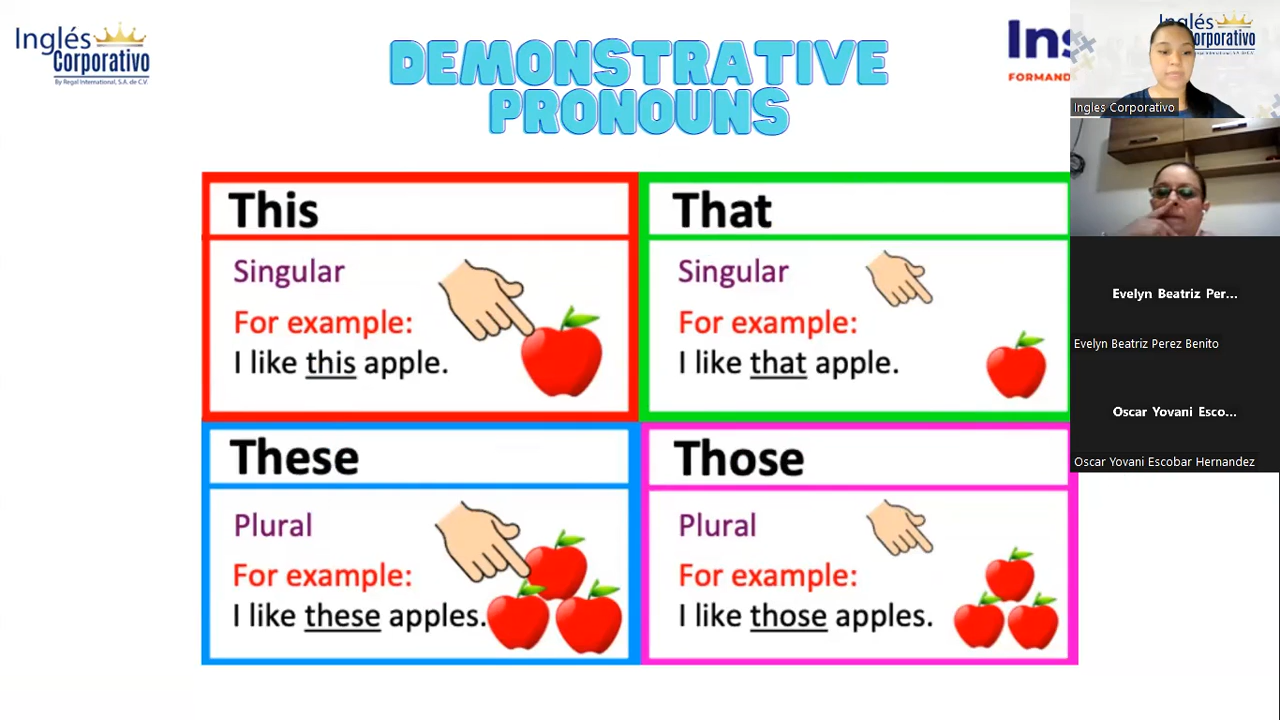 Inglés
Corporativo
By Regal International, S.A. de C.V.
DEMONSTRATIVE
PRONOUNS
Ins
FORMAND
Inglés
Corporativo
Ingles Corporativo
This
Singular
For example:
I like this apple.
That
Singular
For example:
I like that apple.
Evelyn Beatriz Per...
Evelyn Beatriz Perez Benito
Oscar Yovani Esco...
Oscar Yovani Escobar Hernandez
These
Plural
For example:
I like these apples.
Those
Plural
For example:
I like those apples.